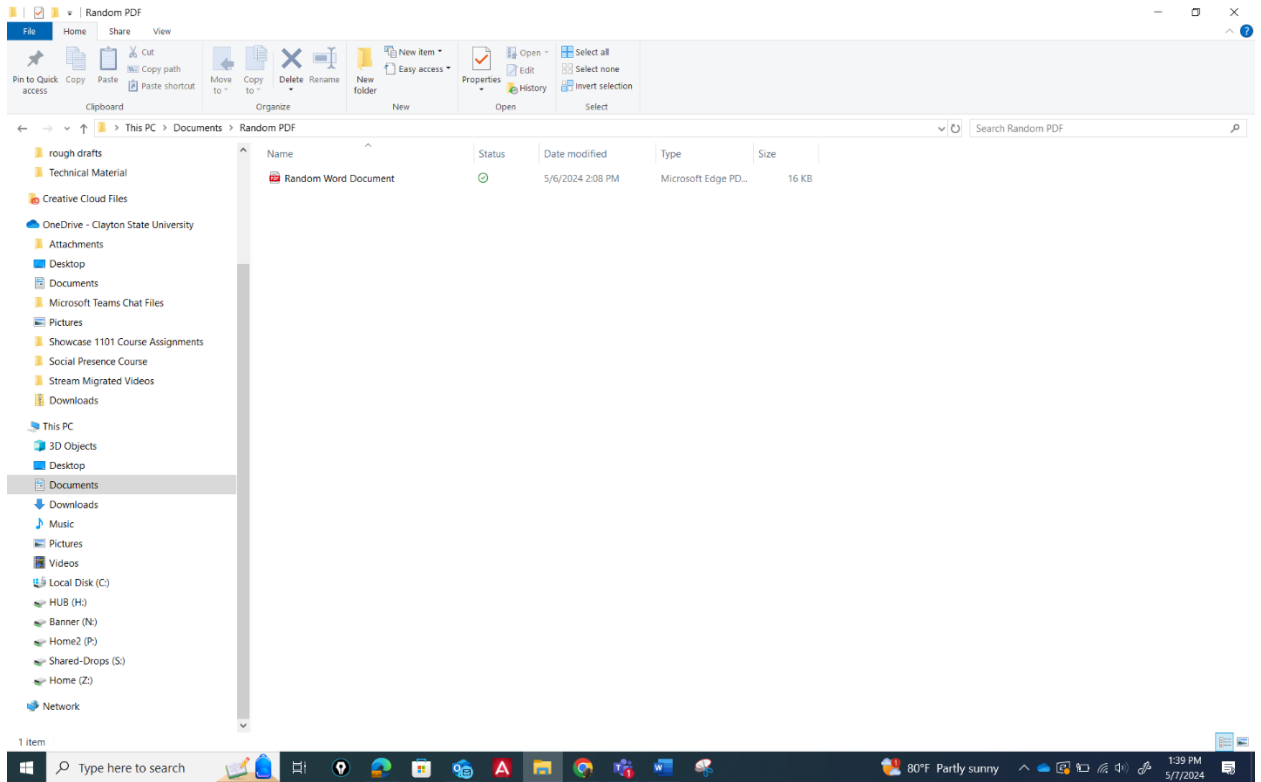 Random PDF
File Home Share View
Pin to Quick access
Copy
Paste
Cut
Copy path
Paste shortcut
Clipboard
Move to
Copy to
Delete
Rename
Organize
New folder
New item
Easy access
New
Properties
Open
Edit
History
Open
Select all
Select none
Invert selection
Select
This PC > Documents > Random PDF
Search Random PDF
Name Status Date modified Type Size
Random Word Document 5/6/2024 2:08 PM Microsoft Edge PD... 16 KB
rough drafts
Technical Material
Creative Cloud Files
OneDrive - Clayton State University
Attachments
Desktop
Documents
Microsoft Teams Chat Files
Pictures
Showcase 1101 Course Assignments
Social Presence Course
Stream Migrated Videos
Downloads
This PC
3D Objects
Desktop
Documents
Downloads
Music
Pictures
Videos
Local Disk (C:)
HUB (H:)
Banner (N:)
Home2 (P:)
Shared-Drops (S:)
Home (Z:)
Network
1 item
Type here to search
80°F Partly sunny
1:39 PM
5/7/2024